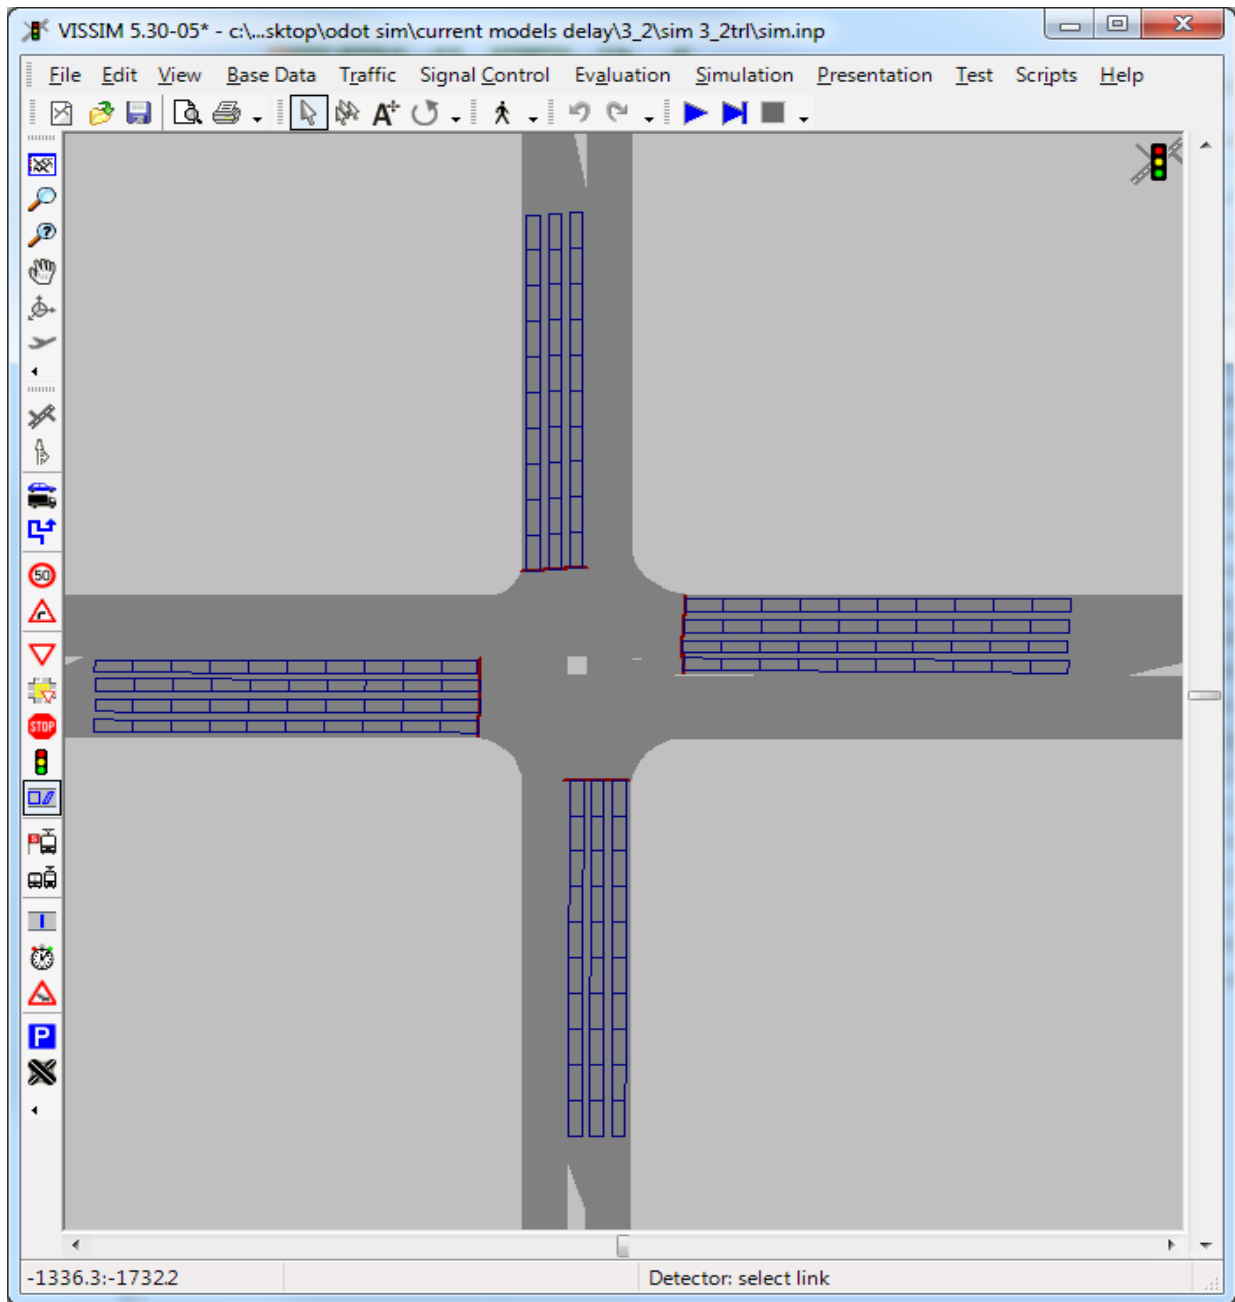 VISSIM 5.30-05* - c:\...sktop\odot sim\current models delay\3_2\sim 3_2trl\sim.inp
File Edit View Base Data Traffic Signal Control Evaluation Simulation Presentation Test Scripts Help
A+
?
50
STOP
P
-1336.3:-1732.2 Detector: select link